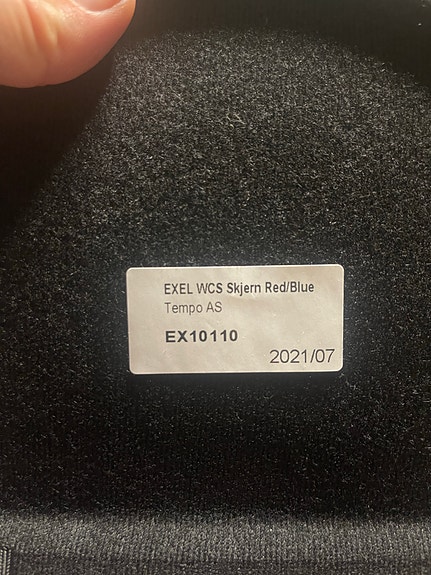 EXEL WCS Skjern Red/Blue
Tempo AS
EX10110
2021/07